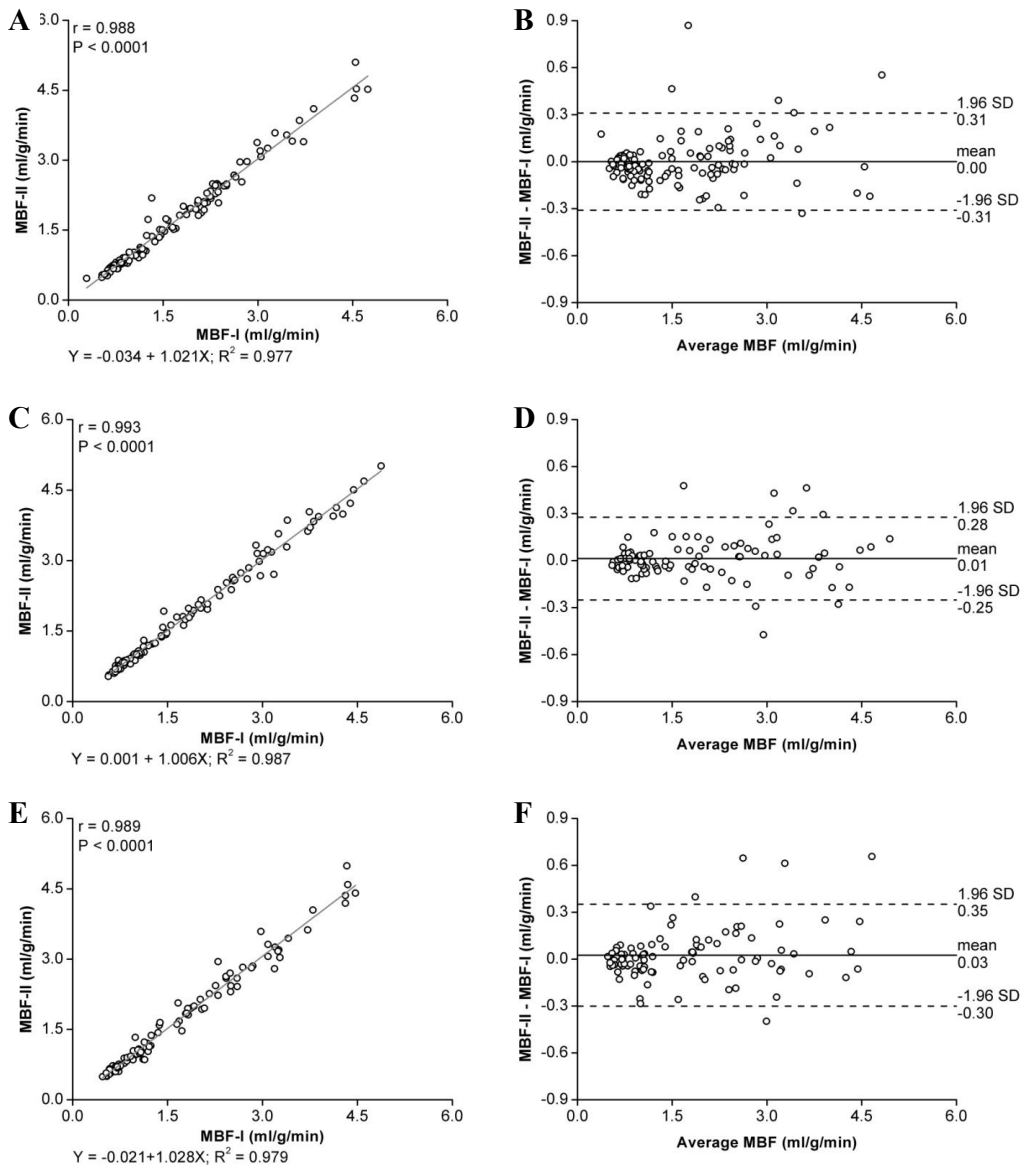 A
r = 0.988
P < 0.0001
3.0
4.5
3.0
1.5
0.0
MBF-II (ml/g/min)
0.0 1.5 3.0 4.5 6.0
MBF-I (ml/g/min)
Y = -0.034 + 1.021X; R² = 0.977
B
0.9
0.6
0.3
0.0
-0.3
-0.6
-0.9
MBF-II - MBF-I (ml/g/min)
1.96 SD
0.31
mean
0.00
-1.96 SD
-0.31
0.0 1.5 3.0 4.5 6.0
Average MBF (ml/g/min)
C
r = 0.993
P < 0.0001
6.0
4.5
3.0
1.5
0.0
MBF-II (ml/g/min)
0.0 1.5 3.0 4.5 6.0
MBF-I (ml/g/min)
Y = 0.001 + 1.006X; R² = 0.987
D
0.9
0.6
0.3
0.0
-0.3
-0.6
-0.9
MBF-II - MBF-I (ml/g/min)
1.96 SD
0.28
mean
0.01
-1.96 SD
-0.25
0.0 1.5 3.0 4.5 6.0
Average MBF (ml/g/min)
E
r = 0.989
P < 0.0001
6.0
4.5
3.0
1.5
0.0
MBF-II (ml/g/min)
0.0 1.5 3.0 4.5 6.0
MBF-I (ml/g/min)
Y = -0.021+1.028X; R² = 0.979
F
0.9
0.6
0.3
0.0
-0.3
-0.6
-0.9
MBF-II - MBF-I (ml/g/min)
1.96 SD
0.35
mean
0.03
-1.96 SD
-0.30
0.0 1.5 3.0 4.5 6.0
Average MBF (ml/g/min)